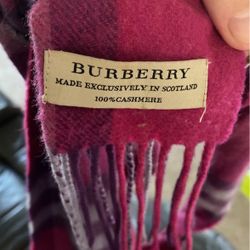 BURBERRY
MADE EXCLUSIVELY IN SCOTLAND
100%CASHMERE